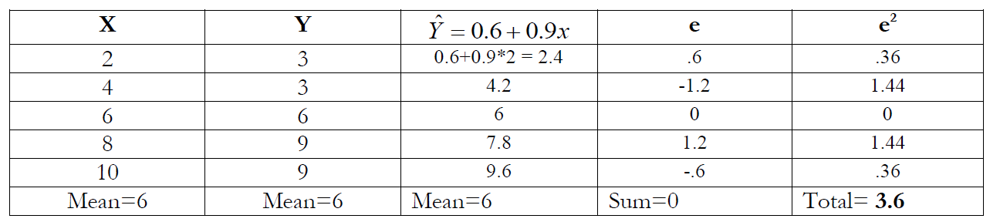 X Y Ŷ = 0.6 + 0.9x e e²
2 3 0.6+0.9*2 = 2.4 .6 .36
4 3 4.2 -1.2 1.44
6 6 6 0 0
8 9 7.8 1.2 1.44
10 9 9.6 -.6 .36
Mean=6 Mean=6 Mean=6 Sum=0 Total= 3.6